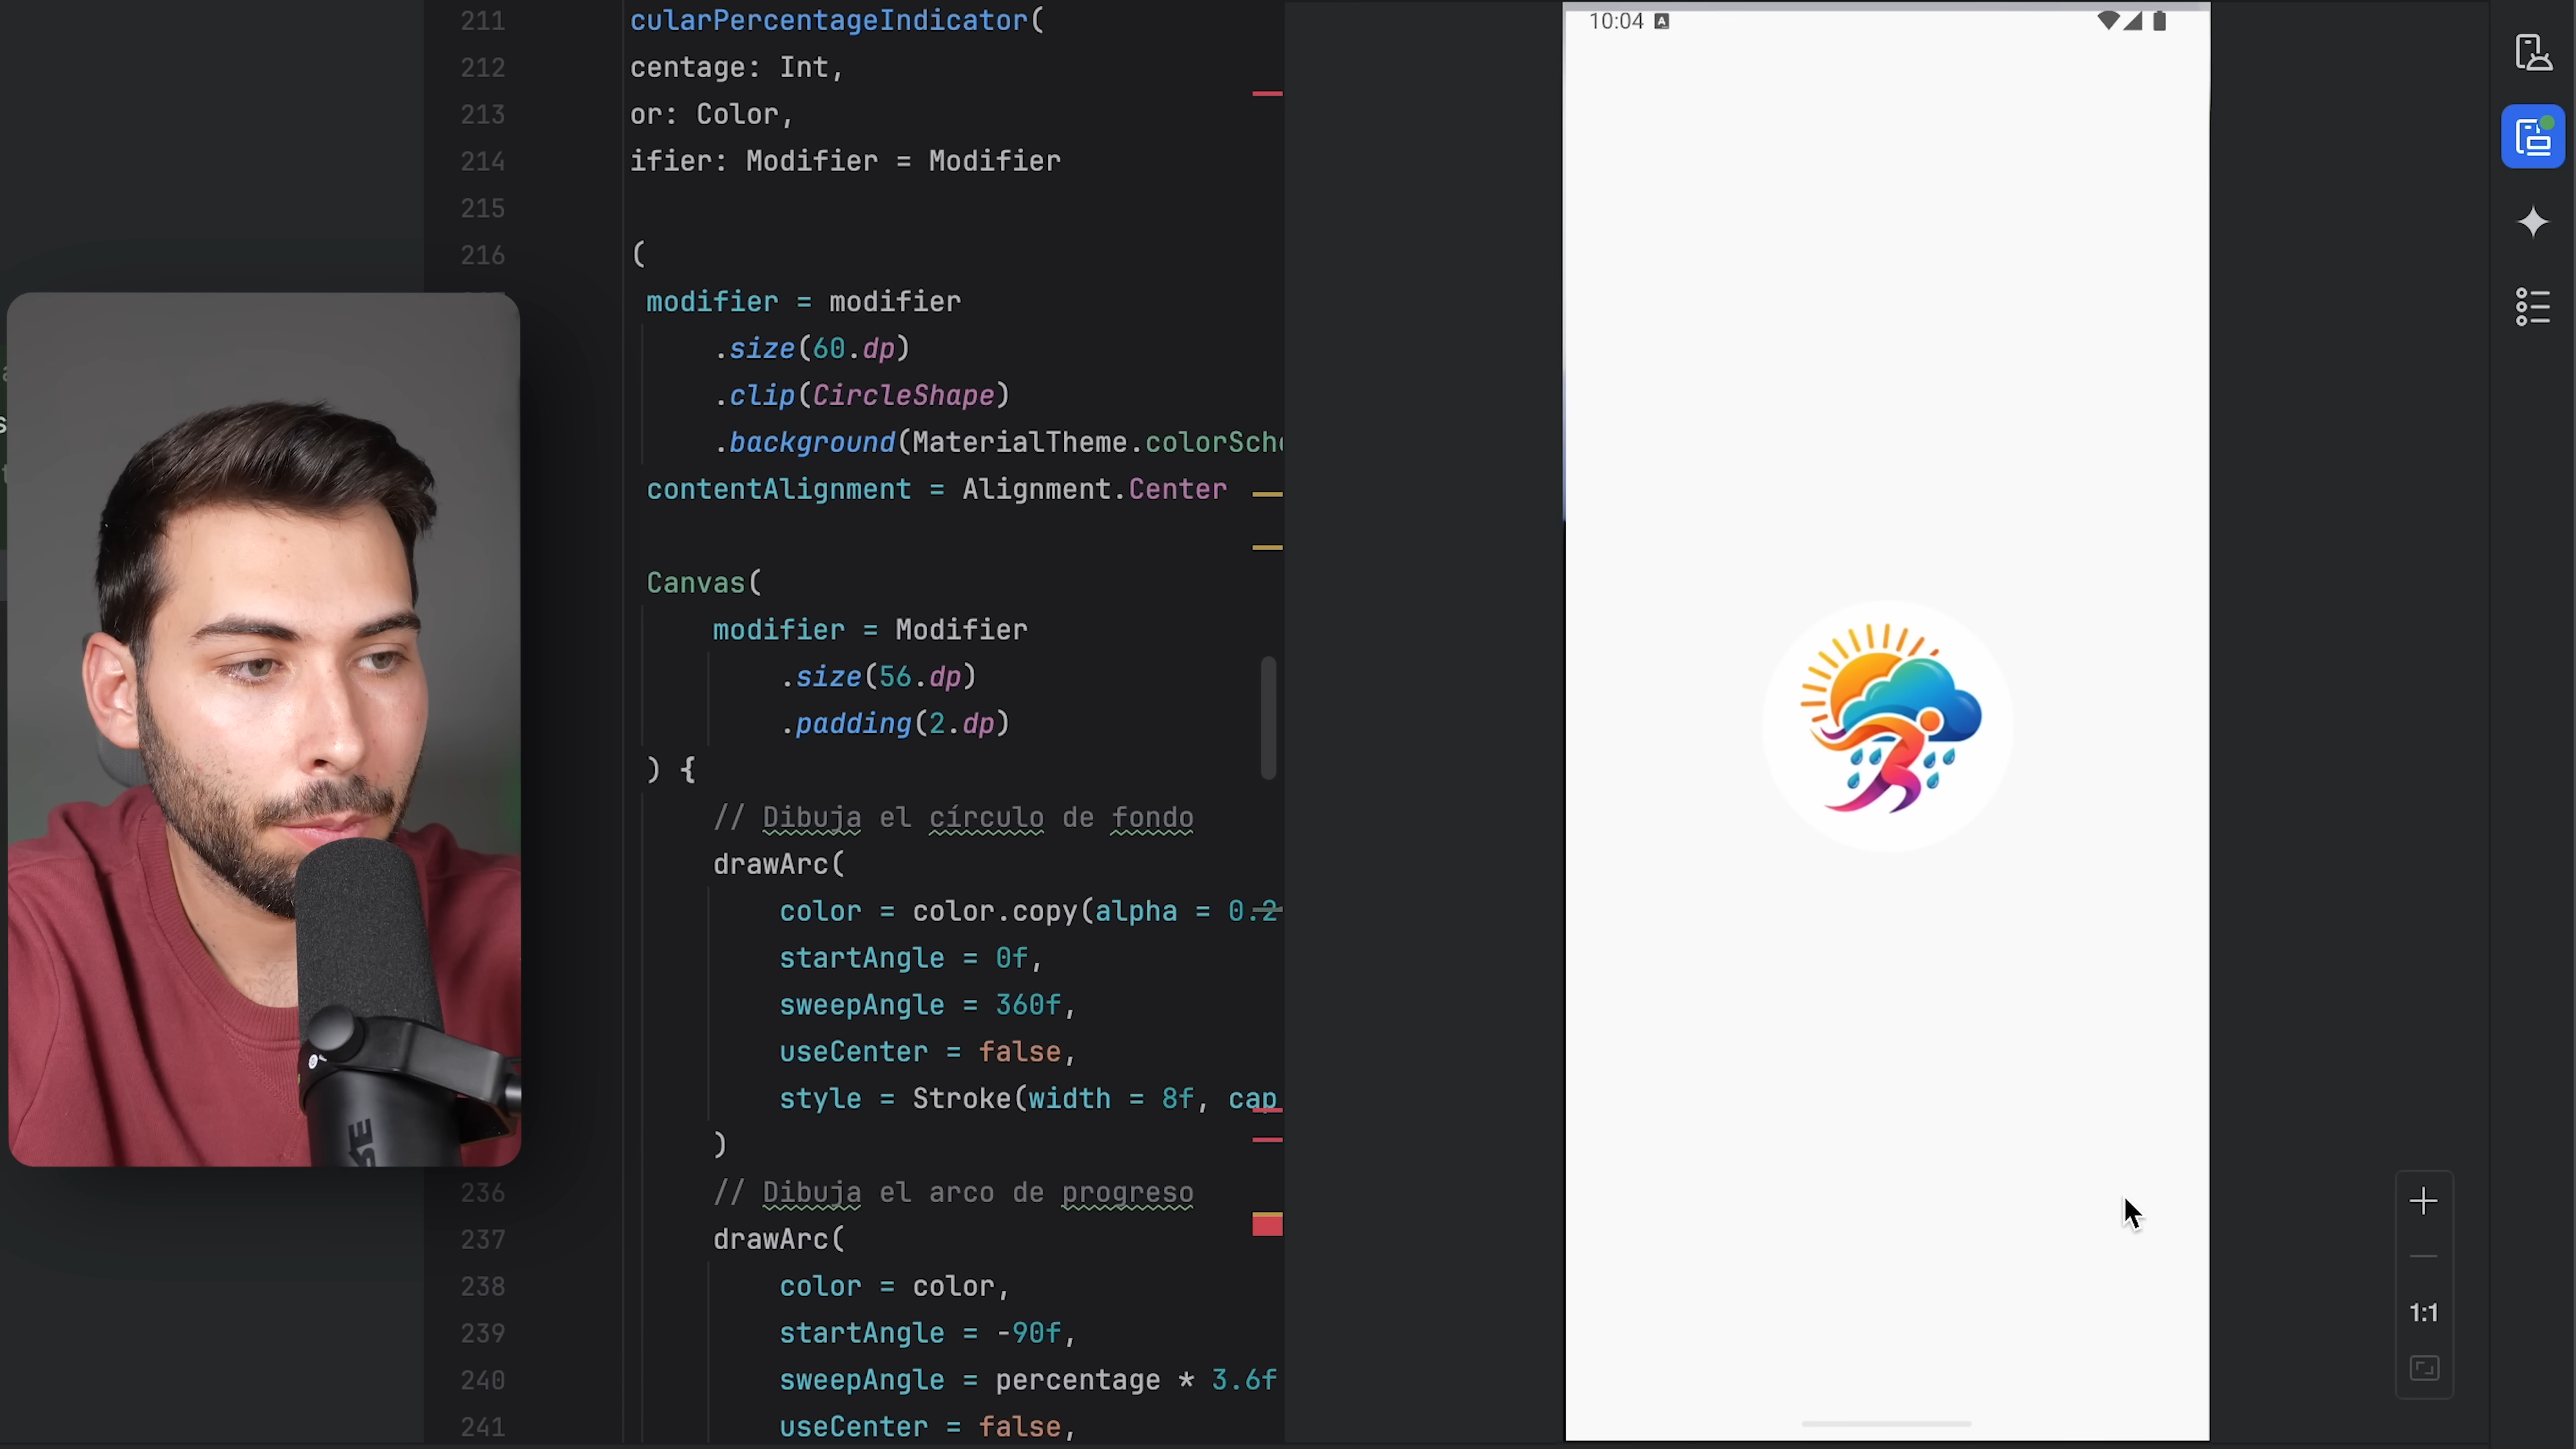 211 cularPercentageIndicator(
212 centage: Int,
213 or: Color,
214 ifier: Modifier = Modifier
215
216 (
modifier = modifier
.size(60.dp)
.clip(CircleShape)
.background(MaterialTheme.colorSche
contentAlignment = Alignment.Center
Canvas(
modifier = Modifier
.size(56.dp)
.padding(2.dp)
) {
// Dibuja el círculo de fondo
drawArc(
color = color.copy(alpha = 0.2
startAngle = 0f,
sweepAngle = 360f,
useCenter = false,
style = Stroke(width = 8f, cap
)
236 // Dibuja el arco de progreso
237 drawArc(
238 color = color,
239 startAngle = -90f,
240 sweepAngle = percentage * 3.6f
241 useCenter = false,
10:04 A
1:1